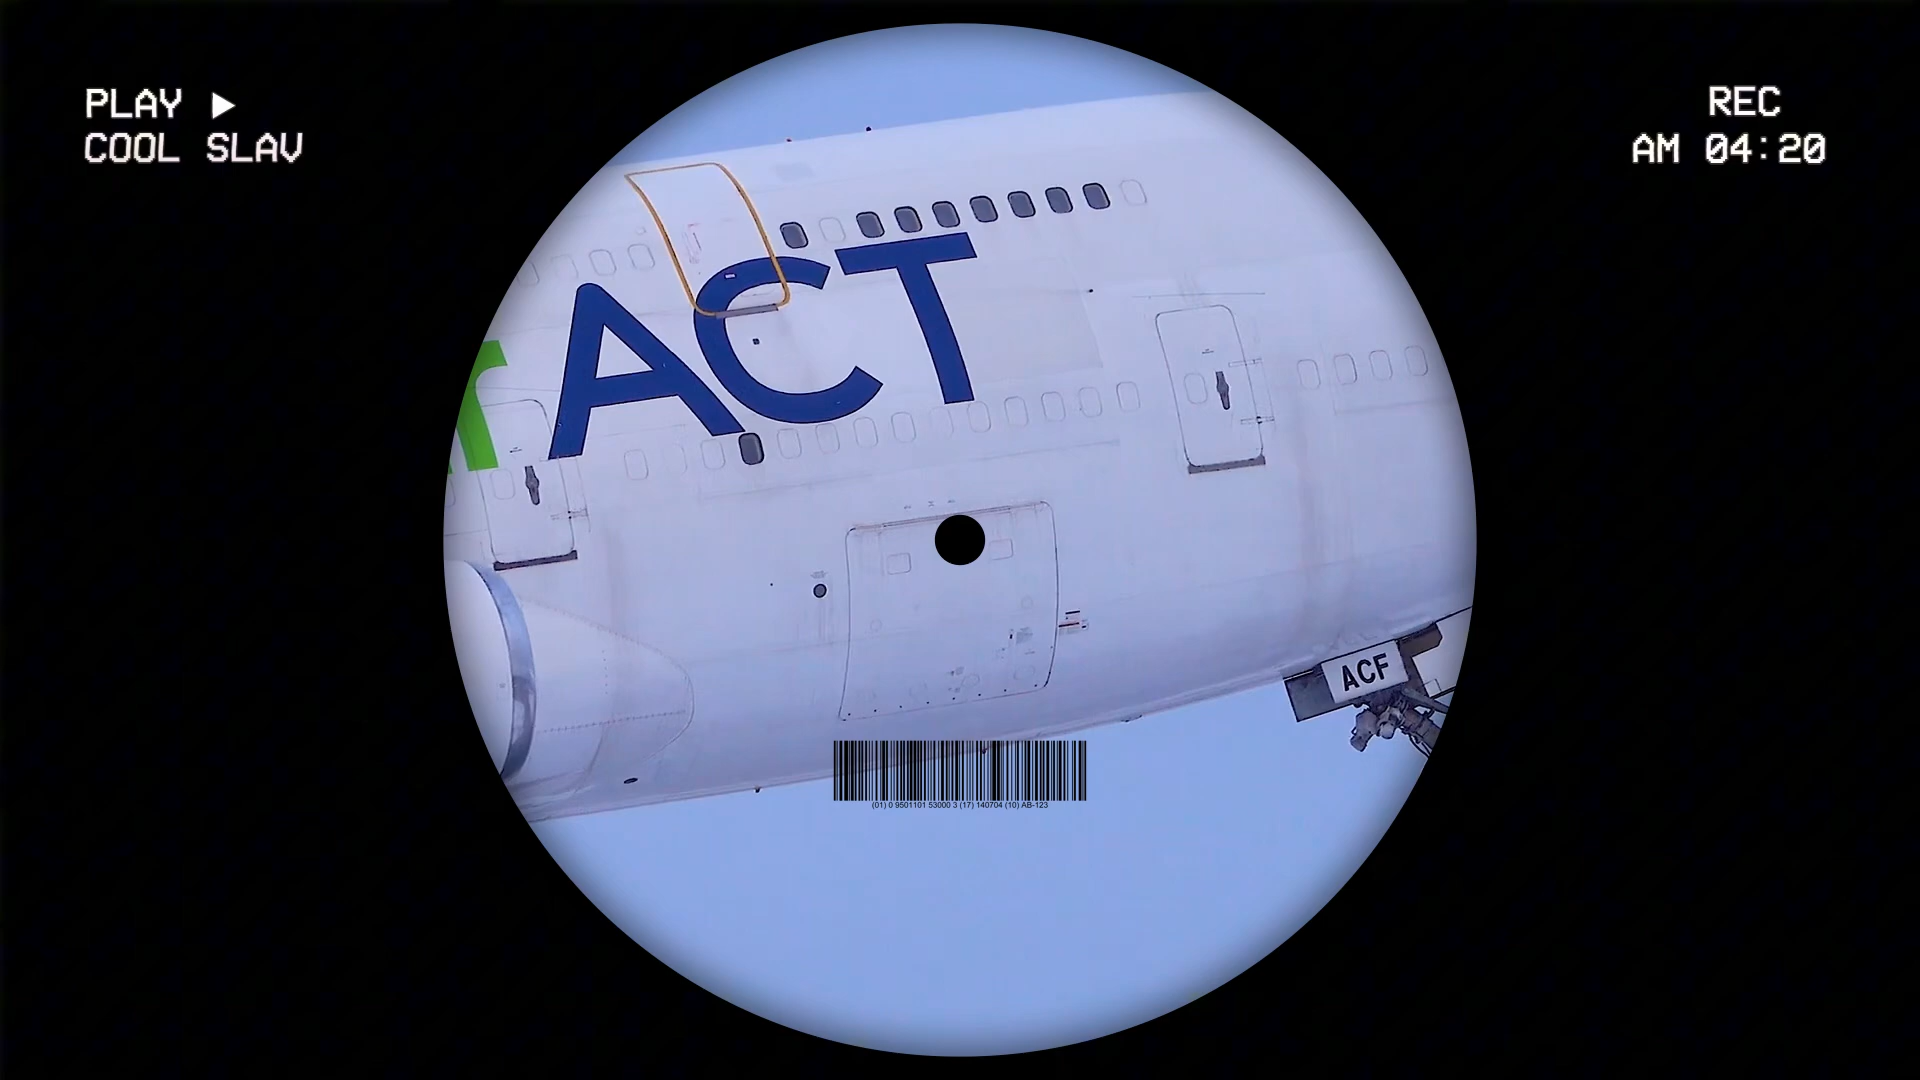 PLAY
COOL SLAV
REC
AM 04:20
r ACT
ACF
(01) 0 9501101 53000 3 (17) 140704 (10) AB-123